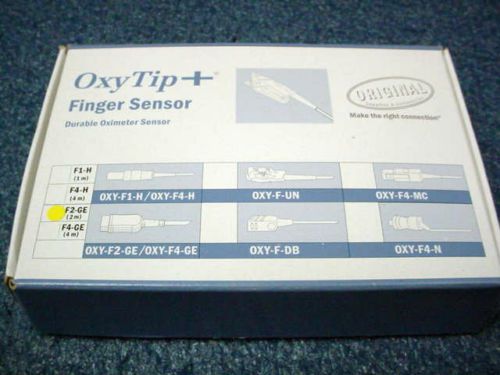 OxyTip+®
Finger Sensor
Durable Oximeter Sensor
ORIGINAL
Make the right connection
F1-H
(1 m)
F4-H
(4 m)
F2-GE
(2 m)
F4-GE
(4 m)
OXY-F1-H/OXY-F4-H
OXY-F-UN
OXY-F4-MC
OXY-F2-GE/OXY-F4-GE
OXY-F-DB
OXY-F4-N